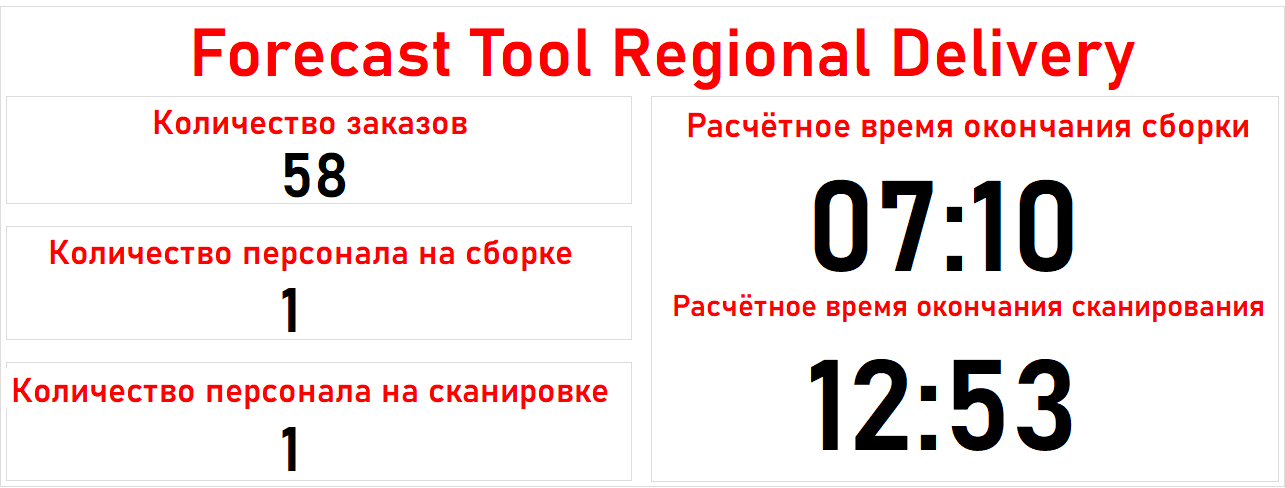 Forecast Tool Regional Delivery
Количество заказов
58
Количество персонала на сборке
1
Количество персонала на сканировке
1
Расчётное время окончания сборки
07:10
Расчётное время окончания сканирования
12:53